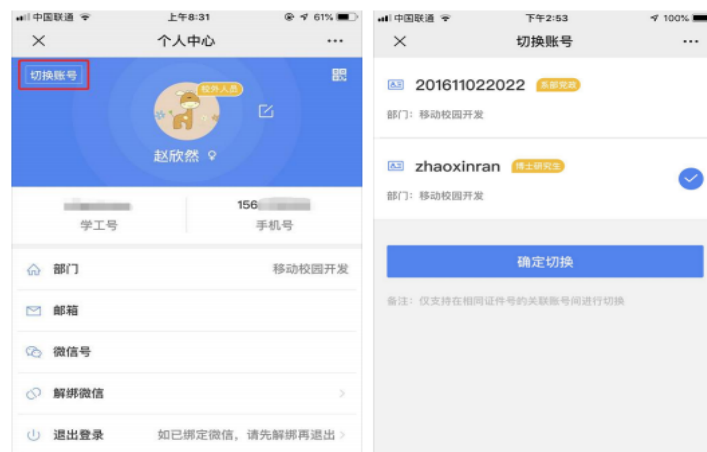 中国联通 上午8:31 61%
个人中心
切换账号
校外人员
赵欣然
156
学工号 手机号
部门 移动校园开发
邮箱
微信号
解绑微信
退出登录 如已绑定微信，请先解绑再退出
中国联通 下午2:53 100%
切换账号
201611022022 系部党政
部门：移动校园开发
zhaoxinran 博士研究生
部门：移动校园开发
确定切换
备注：仅支持在相同证件号的关联账号间进行切换